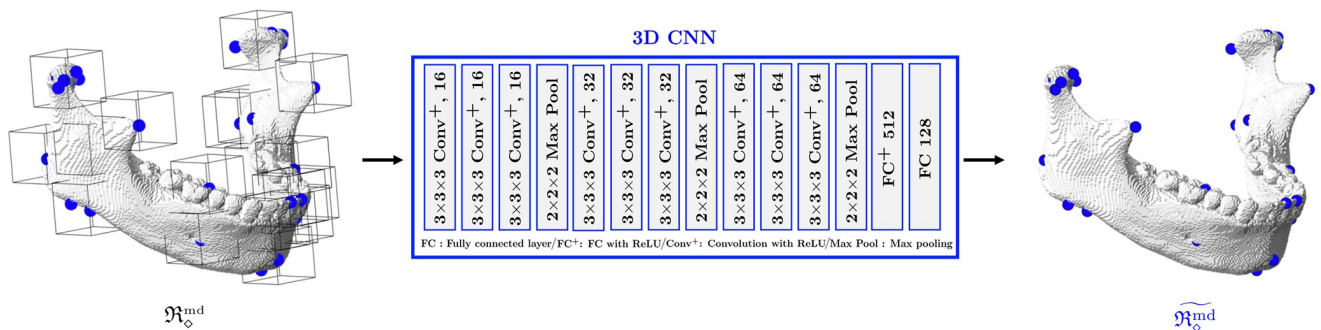 3D CNN
3×3×3 Conv⁺, 16
3×3×3 Conv⁺, 16
3×3×3 Conv⁺, 16
2×2×2 Max Pool
3×3×3 Conv⁺, 32
3×3×3 Conv⁺, 32
3×3×3 Conv⁺, 32
2×2×2 Max Pool
3×3×3 Conv⁺, 64
3×3×3 Conv⁺, 64
3×3×3 Conv⁺, 64
2×2×2 Max Pool
FC⁺ 512
FC 128
FC : Fully connected layer/FC⁺: FC with ReLU/Conv⁺: Convolution with ReLU/Max Pool : Max pooling
ℜ^md_◇
\widetilde{ℜ^md_◇}